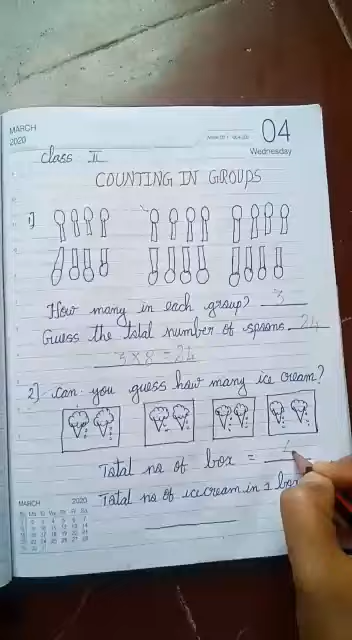 MARCH
2020
04
Wednesday
Class II
COUNTING IN GROUPS
1)
How many in each group? 3
Guess the total number of spoons 24
3 x 8 = 24
2) Can you guess how many ice cream?
Total no of box =
Total no of icecream in 1 box
MARCH 2020